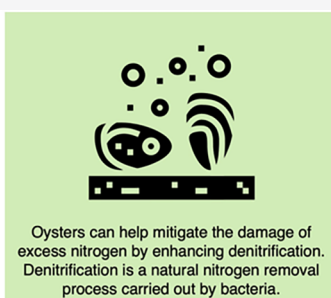 Oysters can help mitigate the damage of
excess nitrogen by enhancing denitrification.
Denitrification is a natural nitrogen removal
process carried out by bacteria.